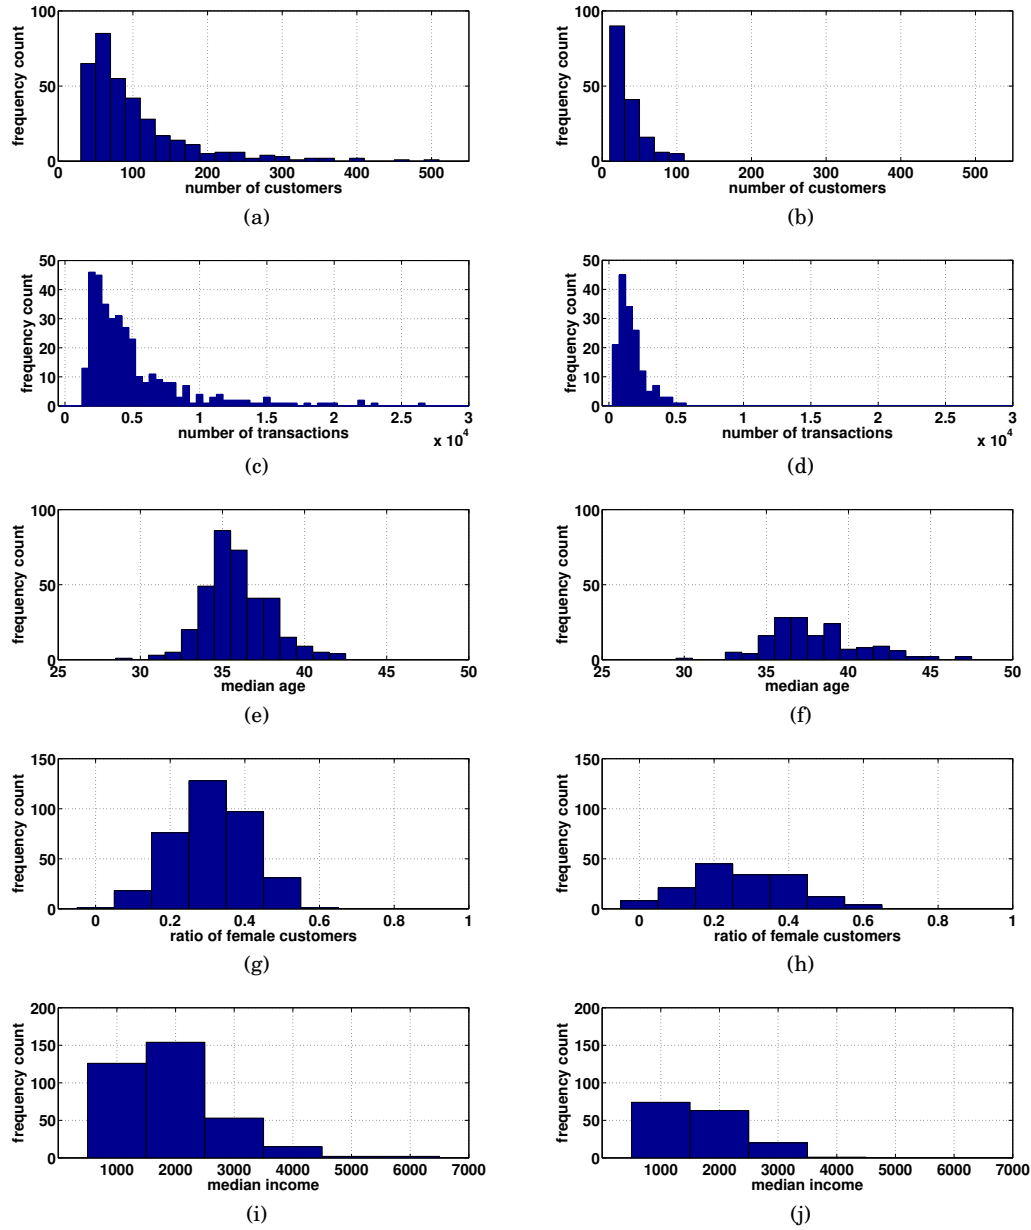 frequency count
100
50
0
0 100 200 300 400 500
number of customers
(a)
frequency count
100
50
0
0 100 200 300 400 500
number of customers
(b)
frequency count
50
40
30
20
10
0
0 0.5 1 1.5 2 2.5 3
number of transactions
x 10^4
(c)
frequency count
50
40
30
20
10
0
0 0.5 1 1.5 2 2.5 3
number of transactions
x 10^4
(d)
frequency count
100
50
0
25 30 35 40 45 50
median age
(e)
frequency count
100
50
0
25 30 35 40 45 50
median age
(f)
frequency count
150
100
50
0
0 0.2 0.4 0.6 0.8 1
ratio of female customers
(g)
frequency count
150
100
50
0
0 0.2 0.4 0.6 0.8 1
ratio of female customers
(h)
frequency count
200
150
100
50
0
1000 2000 3000 4000 5000 6000 7000
median income
(i)
frequency count
200
150
100
50
0
1000 2000 3000 4000 5000 6000 7000
median income
(j)